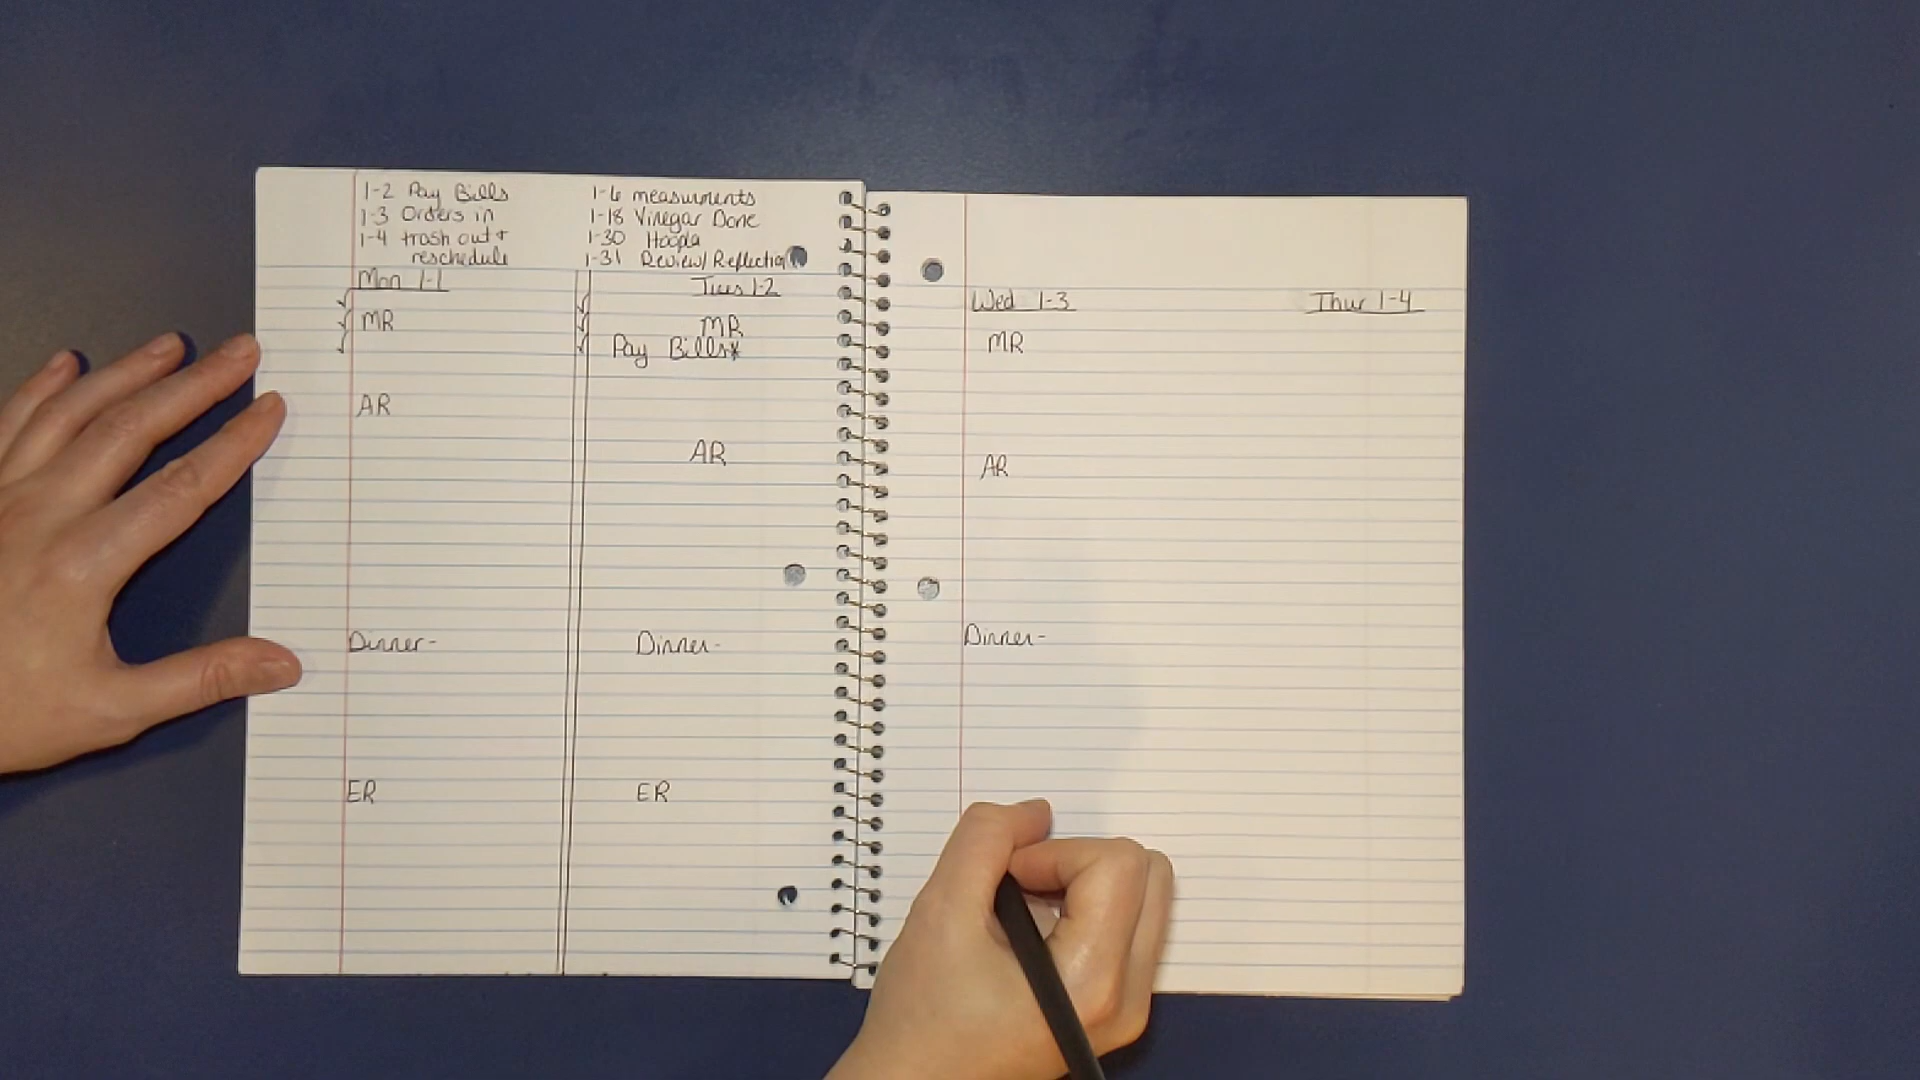 1-2 Pay Bills
1-3 Orders in
1-4 trash out +
reschedule
1-6 measurments
1-18 Vinegar Done
1-30 Hoopla
1-31 Review/Reflection
Mon 1-1
MR
AR
Dinner-
ER
Tues 1-2
MR
Pay Bills*
AR
Dinner-
ER
Wed 1-3
MR
AR
Dinner-
Thur 1-4